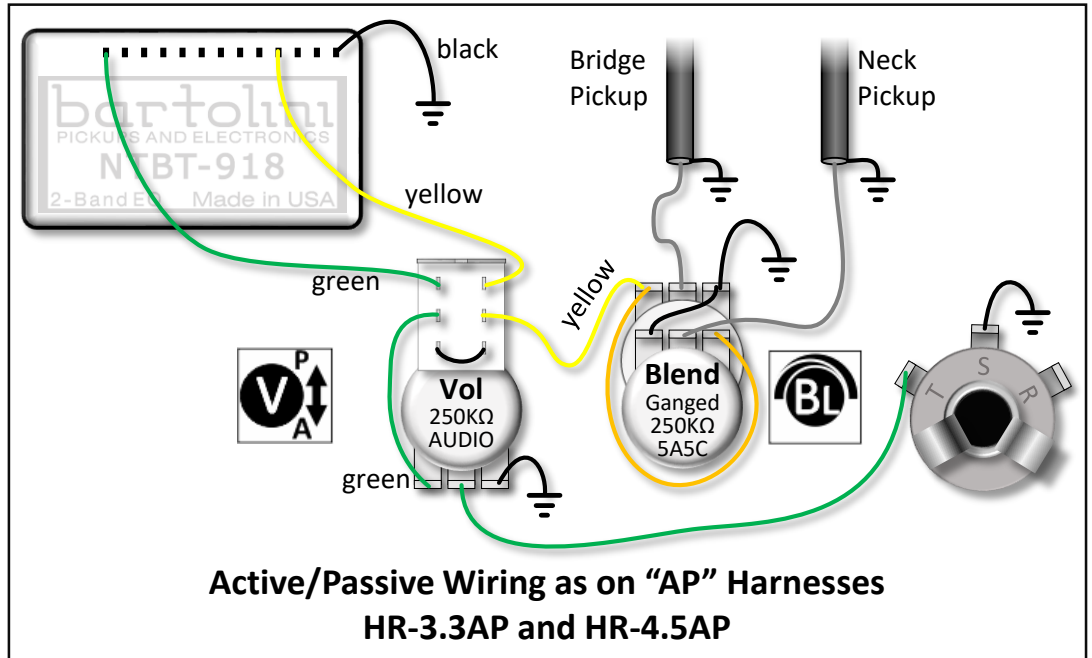 black
bartolini
PICKUPS AND ELECTRONICS
NTBT-918
2-Band EQ Made in USA
Bridge
Pickup
Neck
Pickup
yellow
green
yellow
V
P
A
Vol
250KΩ
AUDIO
Blend
Ganged
250KΩ
5A5C
BL
T
S
R
green
Active/Passive Wiring as on “AP” Harnesses
HR-3.3AP and HR-4.5AP